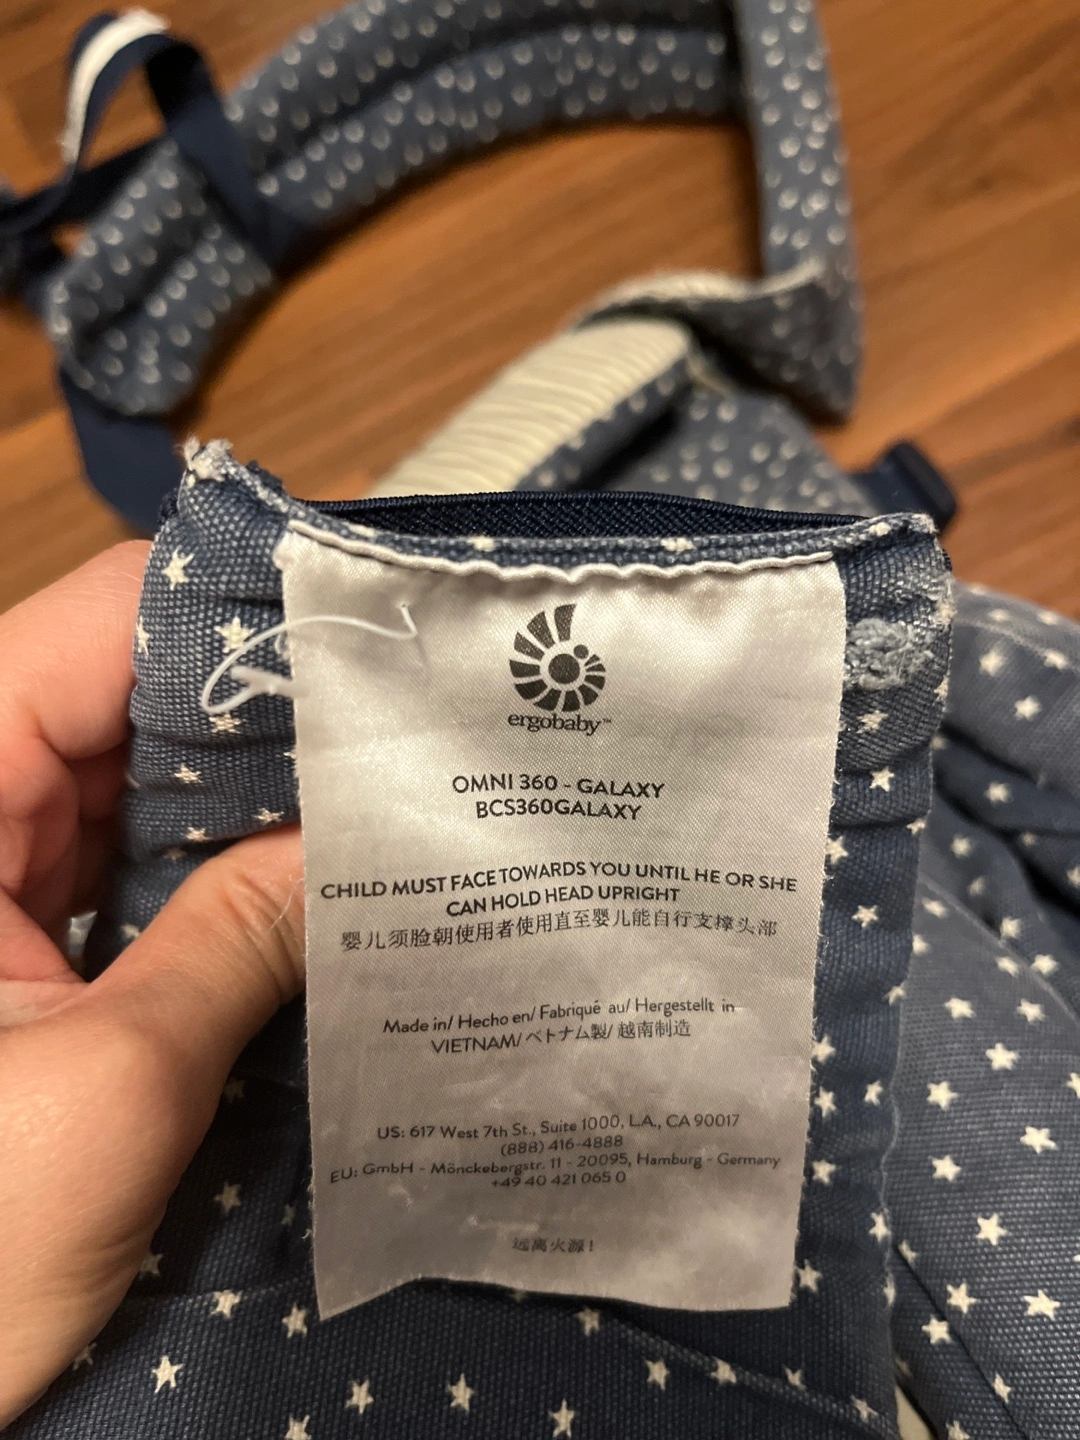 ergobaby™
OMNI 360 - GALAXY
BCS360GALAXY
CHILD MUST FACE TOWARDS YOU UNTIL HE OR SHE
CAN HOLD HEAD UPRIGHT
婴儿须脸朝使用者使用直至婴儿能自行支撑头部
Made in/ Hecho en/ Fabriqué au/ Hergestellt in
VIETNAM/ ベトナム製/ 越南制造
US: 617 West 7th St., Suite 1000, L.A., CA 90017
(888) 416-4888
EU: GmbH - Mönckebergstr. 11 - 20095, Hamburg - Germany
+49 40 421 065 0
远离火源!